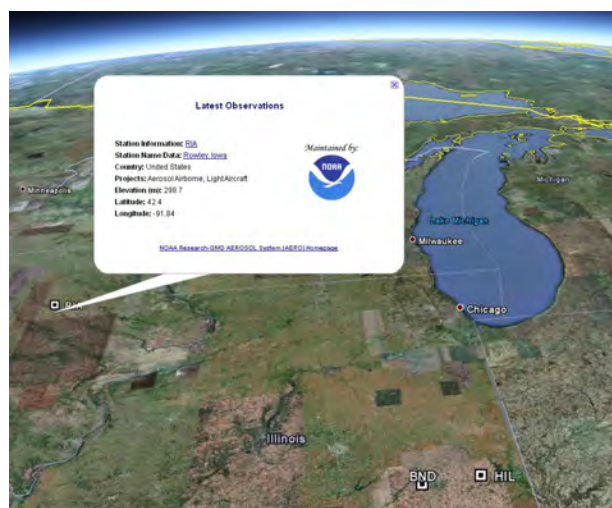 Latest Observations
Station Information: RIA
Station Name/Data: Rowley, Iowa
Country: United States
Projects: Aerosol Airborne, LightAircraft
Elevation (m): 298.7
Latitude: 42.4
Longitude: -91.84
Maintained by:
NOAA
NOAA Research-GMD AEROSOL System (AERO) Homepage
Minneapolis
Michigan
Lake Michigan
Milwaukee
RIA
Chicago
Illinois
BND
HIL